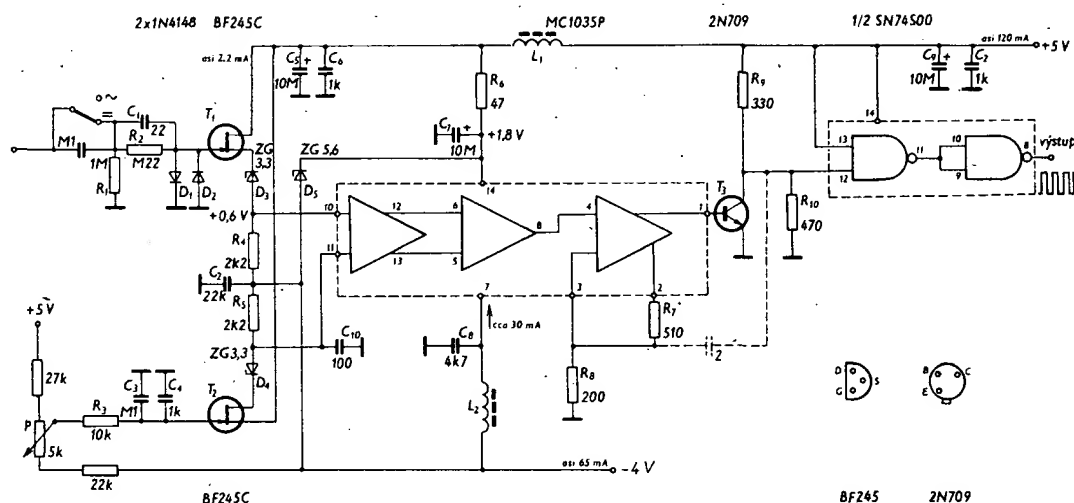 2x1N4148 BF245C MC1035P 2N709 1/2 SN74S00
asi 2,2 mA
C5 +
10M
C6
1k
L1
asi 120 mA
+5 V
C9 +
10M
C2
1k
R6
47
R9
330
14
C1
22
T1
M1
R2
M22
1M
R1
D1
D2
ZG
3,3
D3
ZG 5,6
D5
C7 +
10M
+1,8 V
14
13
12
11
10
9
8
výstup
+0,6 V
10
11
12
13
6
5
8
4
1
T3
R10
470
R4
2k2
C2
22k
R5
2k2
7
cca 30 mA
3
2
R7
510
2
ZG3,3
D4
C10
100
C8
4k7
R8
200
L2
+5V
27k
P
5k
R3
10k
C3
M1
C4
1k
T2
22k
asi 65 mA
-4 V
D
G
S
B
E
C
BF245C
BF245 2N709